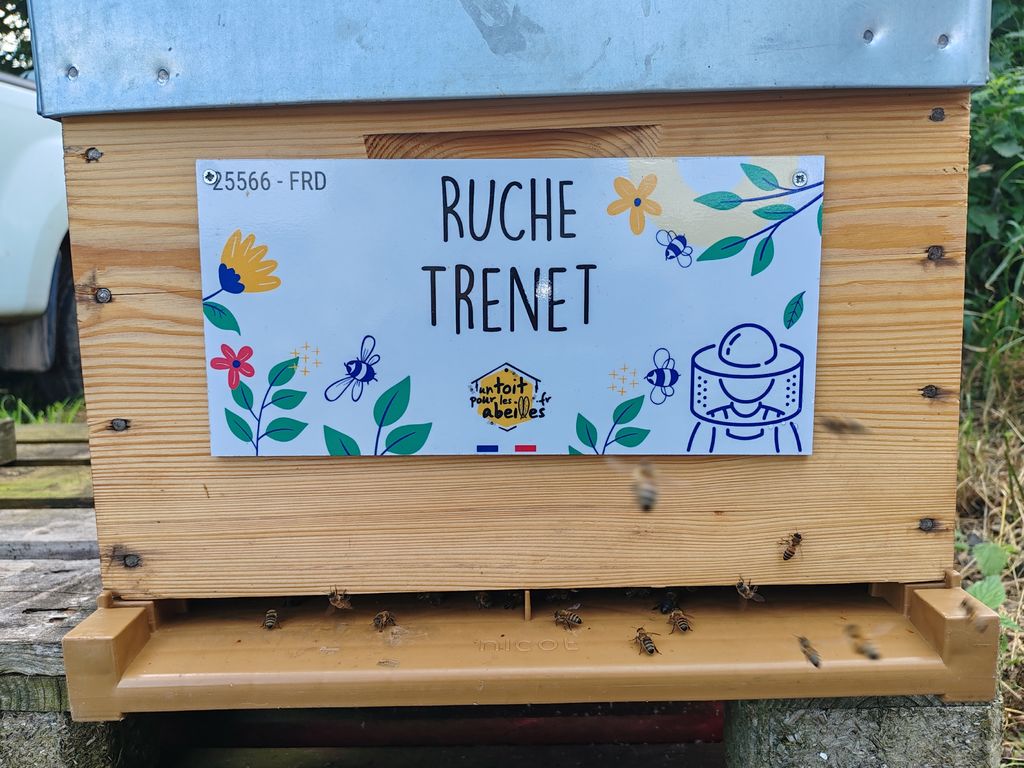 25566 - FRD
RUCHE
TRENET
un toit
pour les .fr
abeilles
nicot